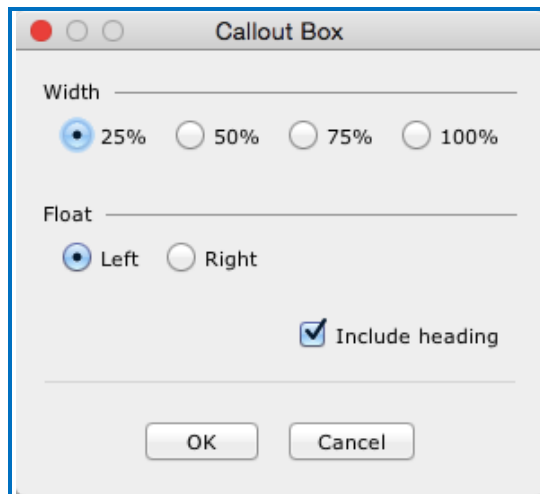 Callout Box
Width
25% 50% 75% 100%
Float
Left Right
Include heading
OK Cancel